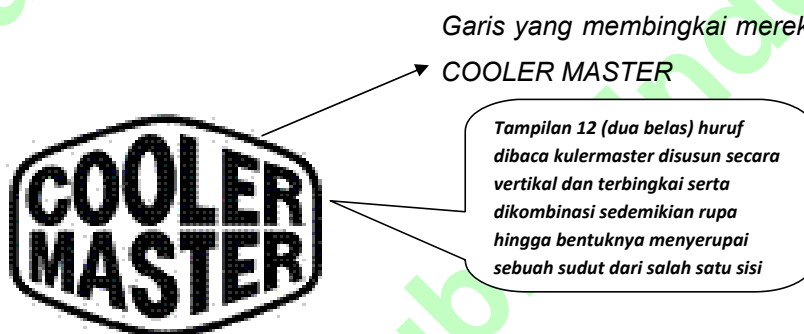 Garis yang membingkai merek
COOLER MASTER
Tampilan 12 (dua belas) huruf
dibaca kulermaster disusun secara
vertikal dan terbingkai serta
dikombinasi sedemikian rupa
hingga bentuknya menyerupai
sebuah sudut dari salah satu sisi
COOLER
MASTER